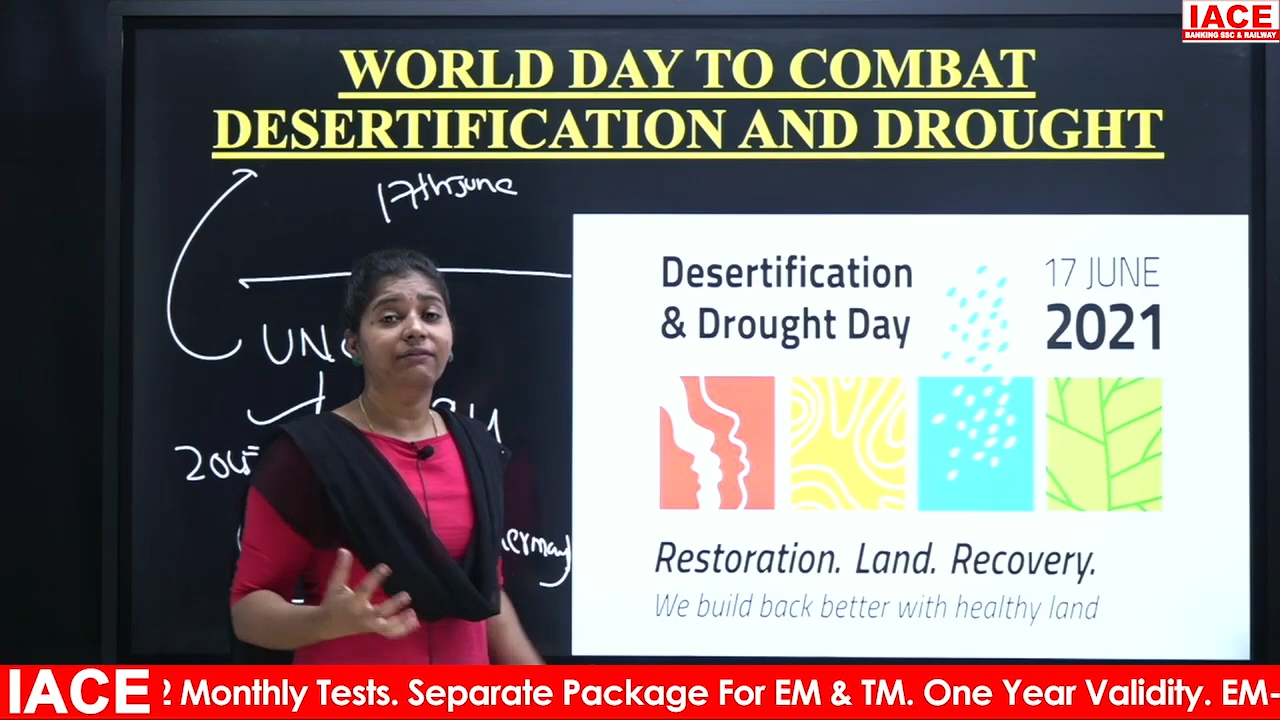 IACE
BANKING SSC & RAILWAY
WORLD DAY TO COMBAT
DESERTIFICATION AND DROUGHT
17th June
Desertification
& Drought Day
17 JUNE
2021
UN
Restoration. Land. Recovery.
We build back better with healthy land
IACE
2 Monthly Tests. Separate Package For EM & TM. One Year Validity. EM-